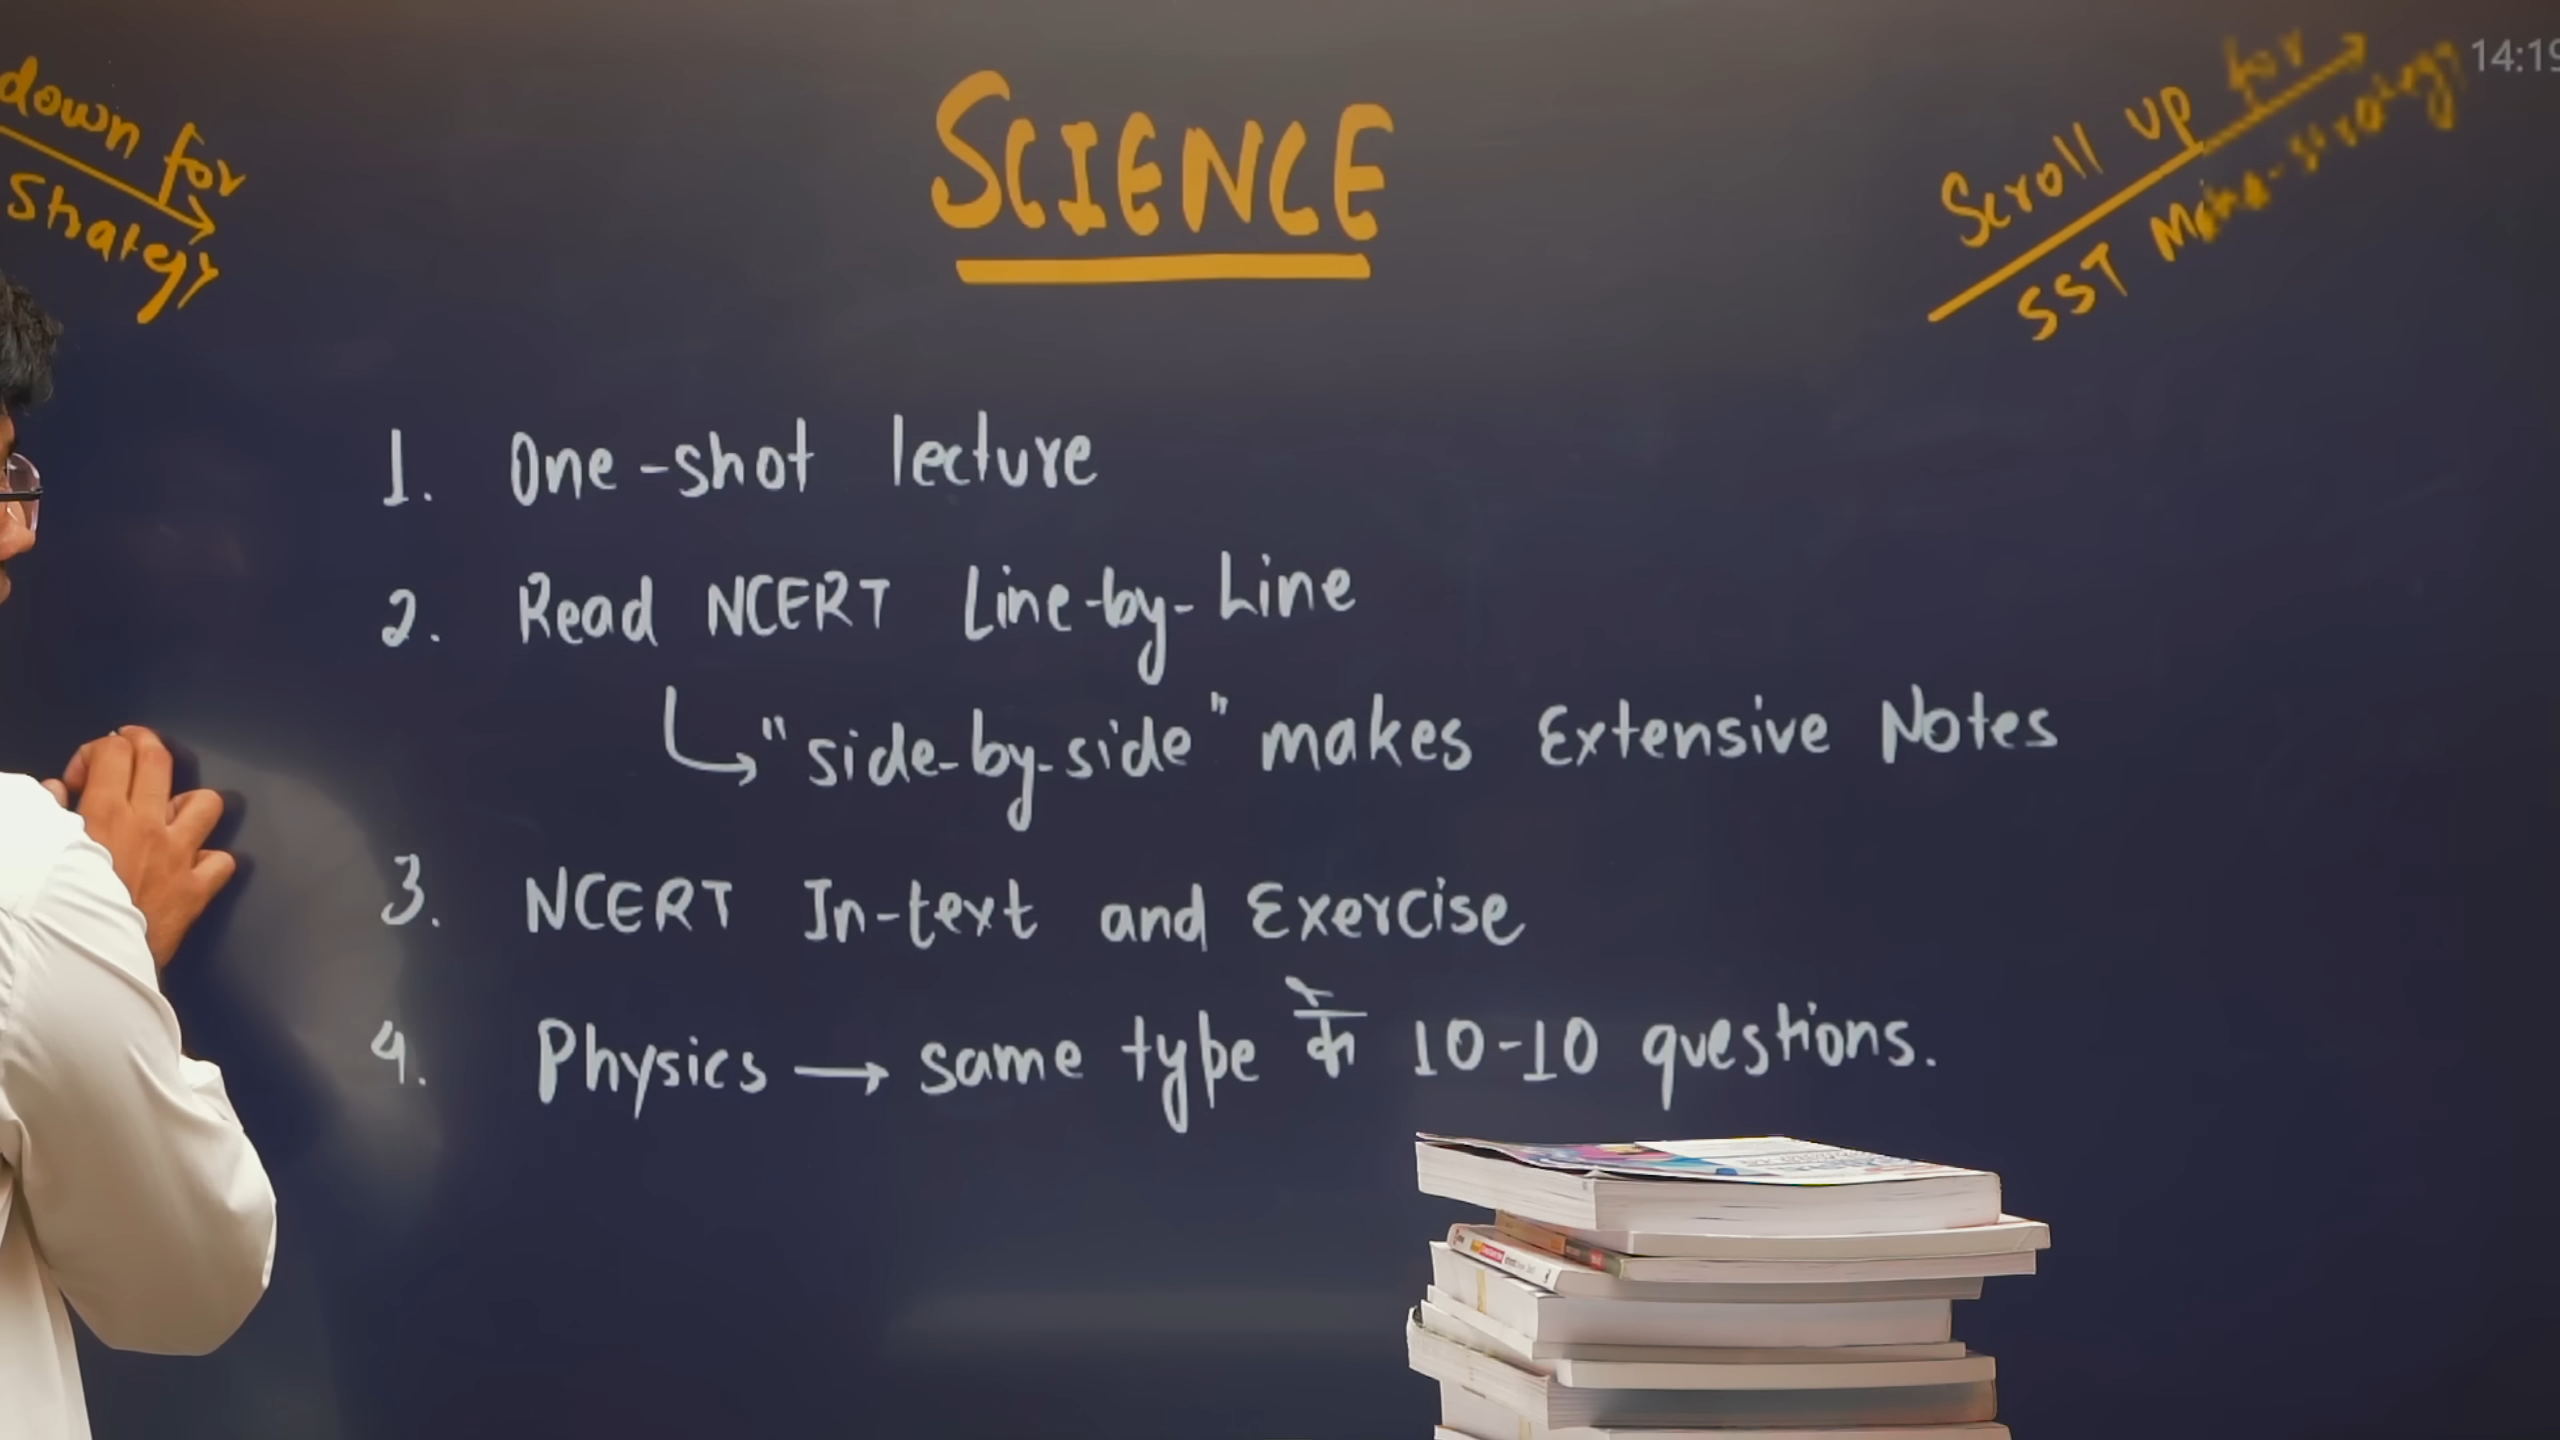 down for
Strategy
SCIENCE
Scroll up for
SST Strategy
14:19
1. One-shot lecture
2. Read NCERT Line-by-Line
"side-by-side" makes Extensive Notes
3. NCERT In-text and Exercise
4. Physics → same type के 10-10 questions.